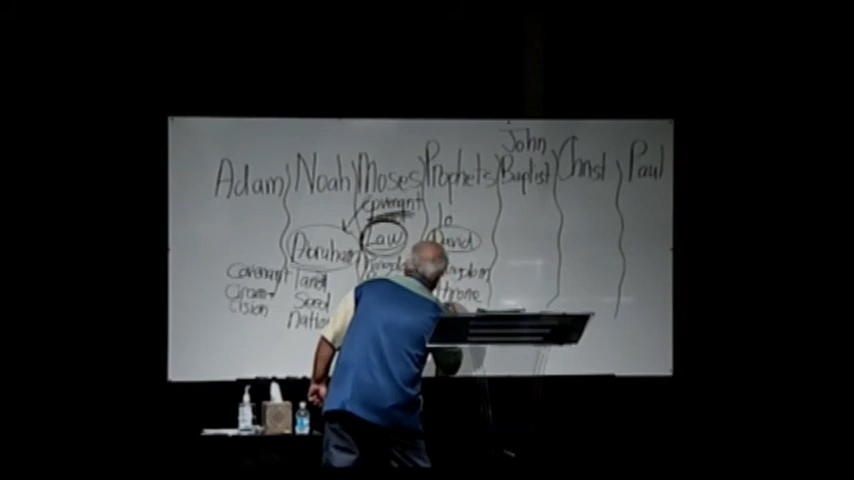 Adam Noah Moses Prophets John Baptist Christ Paul
covenant
to
Abraham Law David
Covenant land Kingdom
Circum seed throne
cision